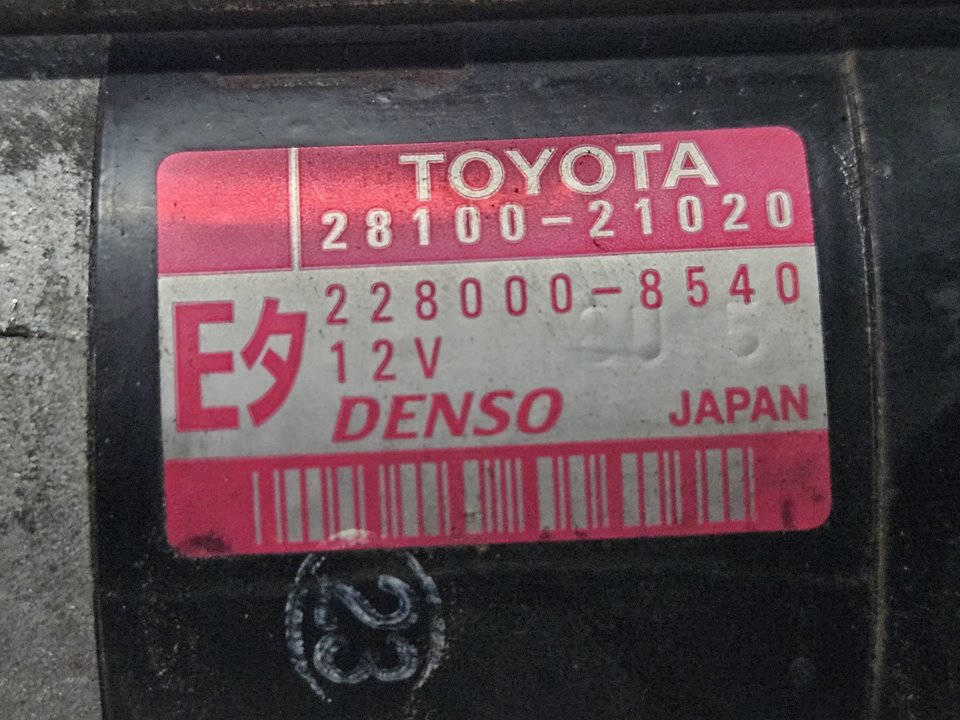 TOYOTA
28100-21020
228000-8540
Eタ
12V
DENSO JAPAN
23